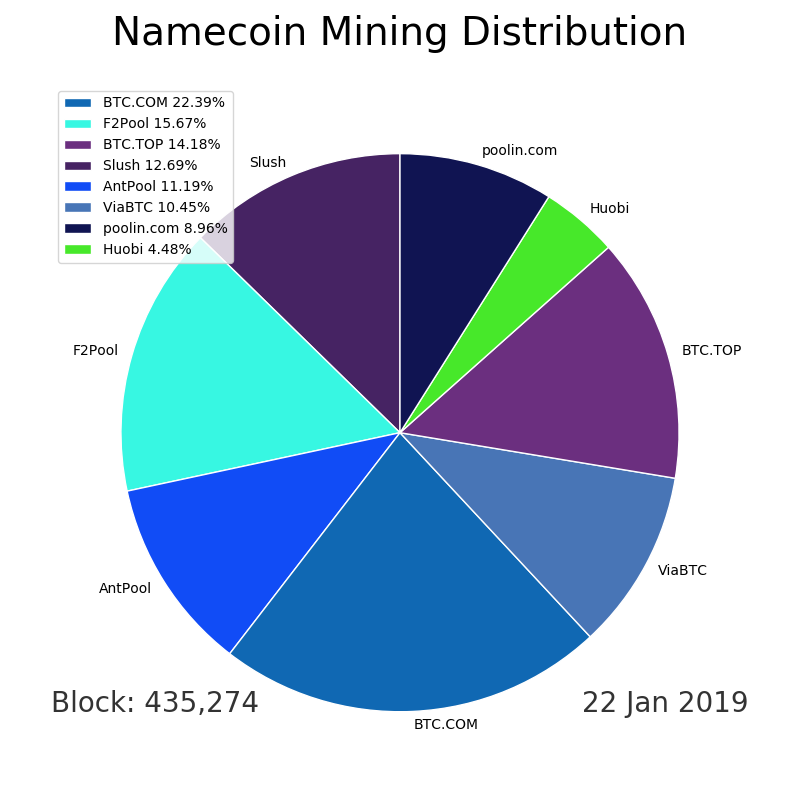 Namecoin Mining Distribution
BTC.COM 22.39%
F2Pool 15.67%
BTC.TOP 14.18%
Slush 12.69%
AntPool 11.19%
ViaBTC 10.45%
poolin.com 8.96%
Huobi 4.48%
poolin.com
Slush
Huobi
F2Pool
BTC.TOP
ViaBTC
AntPool
BTC.COM
Block: 435,274
22 Jan 2019